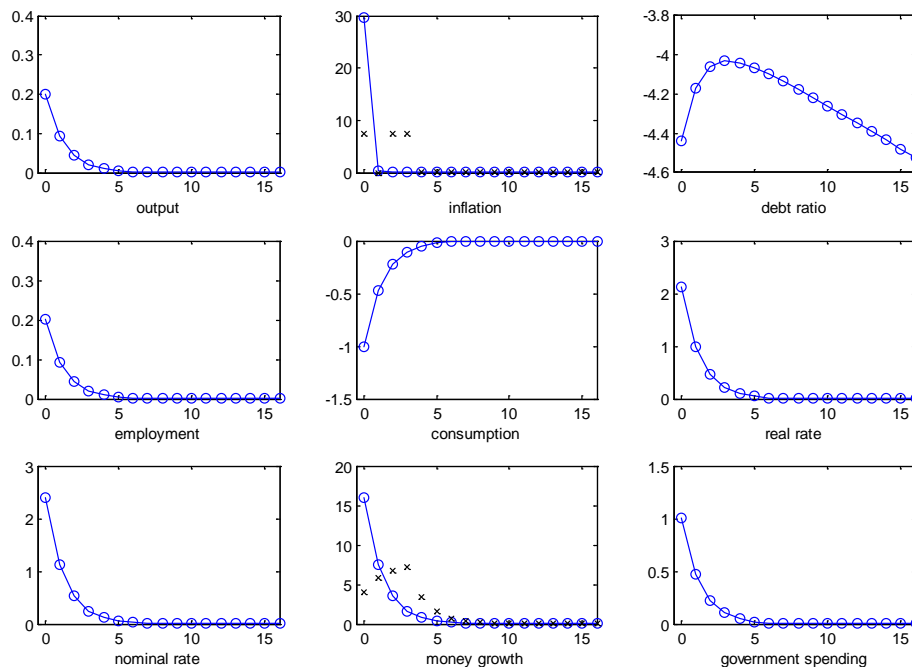 0.4
0.3
0.2
0.1
0
0 5 10 15
output
30
20
10
0
0 5 10 15
inflation
-3.8
-4
-4.2
-4.4
-4.6
0 5 10 15
debt ratio
0.4
0.3
0.2
0.1
0
0 5 10 15
employment
0
-0.5
-1
-1.5
0 5 10 15
consumption
3
2
1
0
0 5 10 15
real rate
3
2
1
0
0 5 10 15
nominal rate
20
15
10
5
0
0 5 10 15
money growth
1.5
1
0.5
0
0 5 10 15
government spending